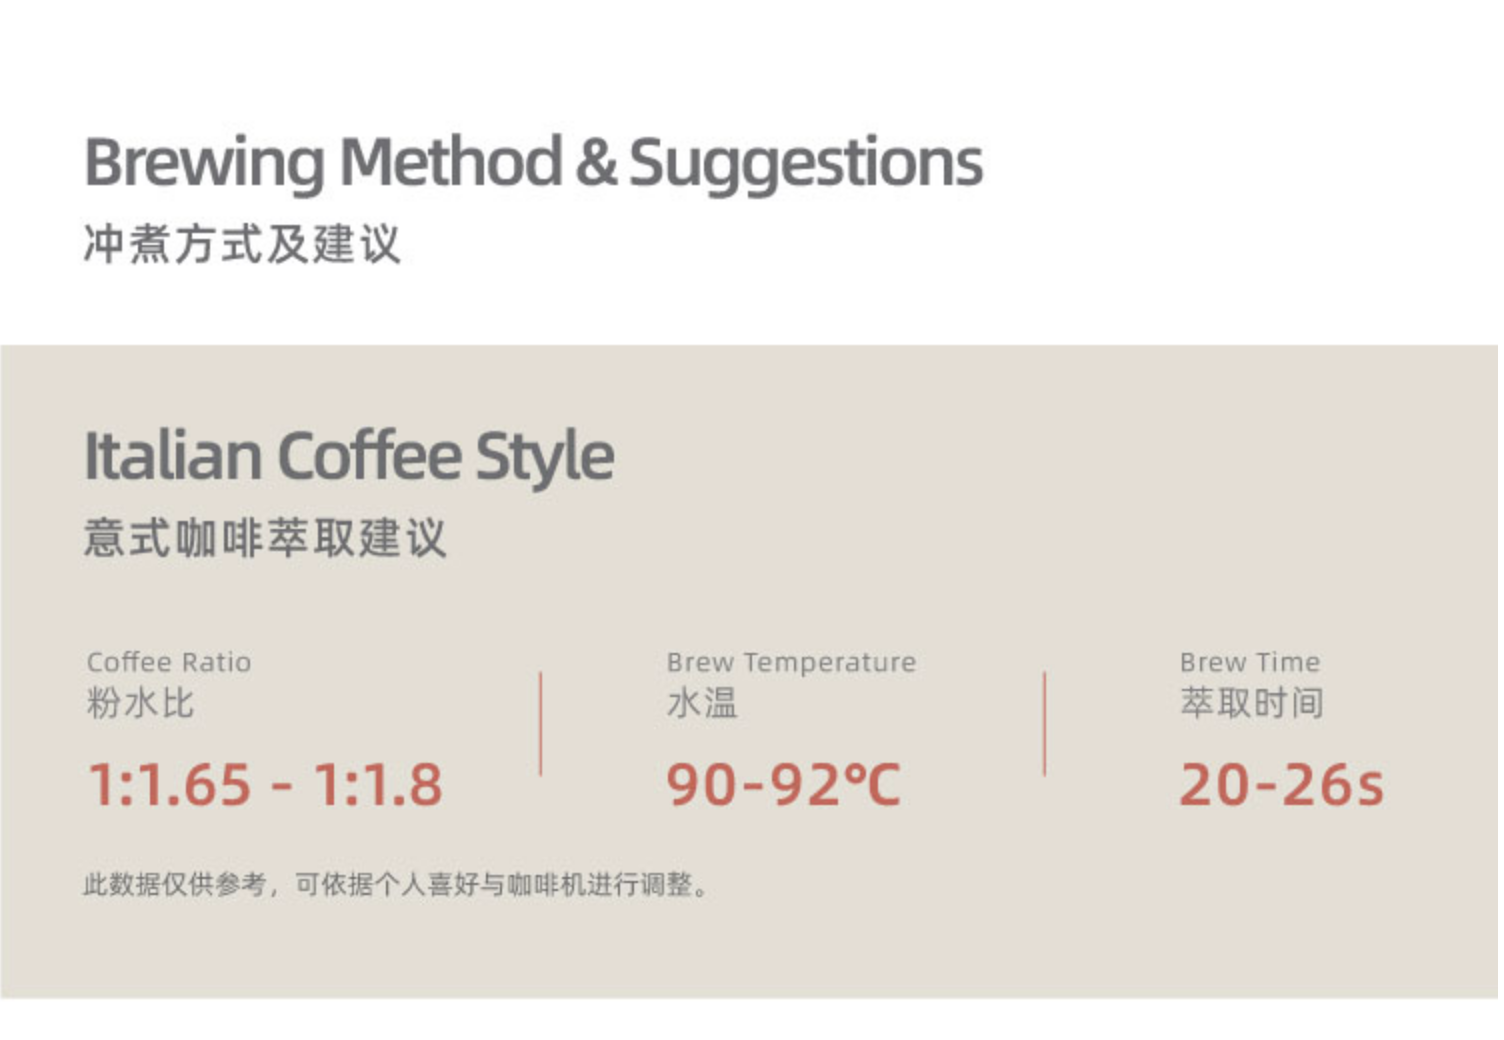 Brewing Method & Suggestions
冲煮方式及建议
Italian Coffee Style
意式咖啡萃取建议
Coffee Ratio
粉水比
1:1.65 - 1:1.8
Brew Temperature
水温
90-92°C
Brew Time
萃取时间
20-26s
此数据仅供参考，可依据个人喜好与咖啡机进行调整。